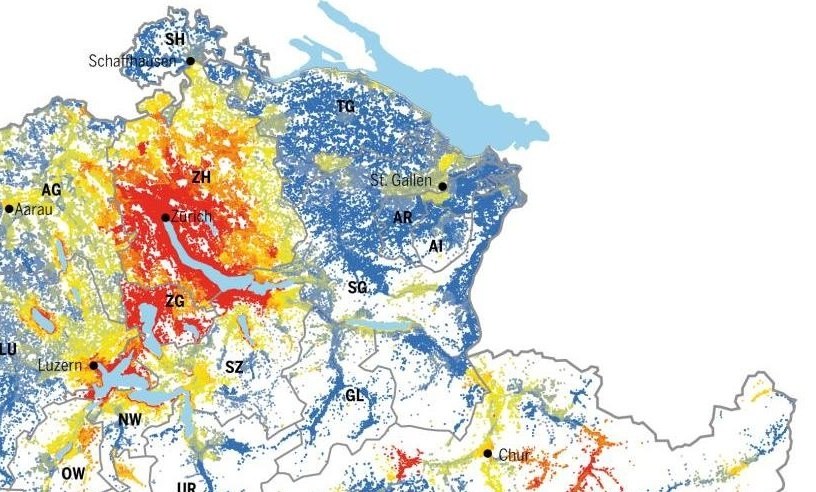 SH
Schaffhausen
TG
ZH
St. Gallen
AG
Aarau
Zürich
AR
AI
SG
ZG
LU
Luzern
SZ
GL
NW
Chur
OW
UR